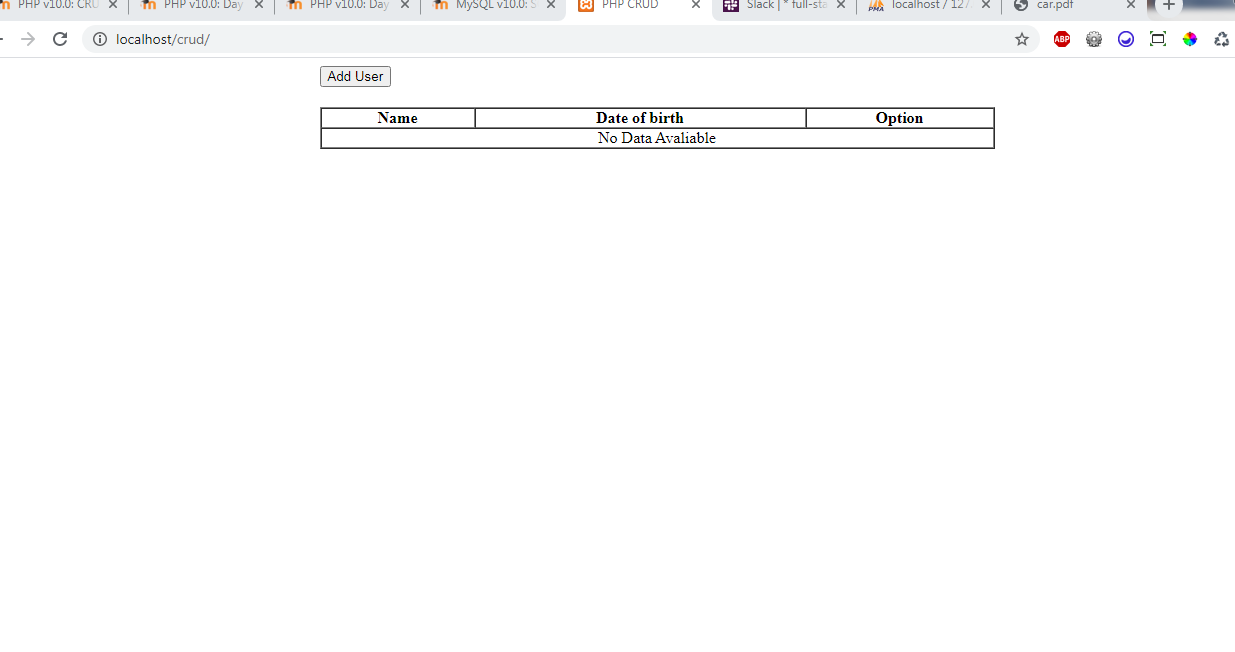 PHP v10.0: CRU PHP v10.0: Day PHP v10.0: Day MySQL v10.0: S PHP CRUD Slack | * full-sta localhost / 127 car.pdf
localhost/crud/
ABP
Add User
Name Date of birth Option
No Data Avaliable